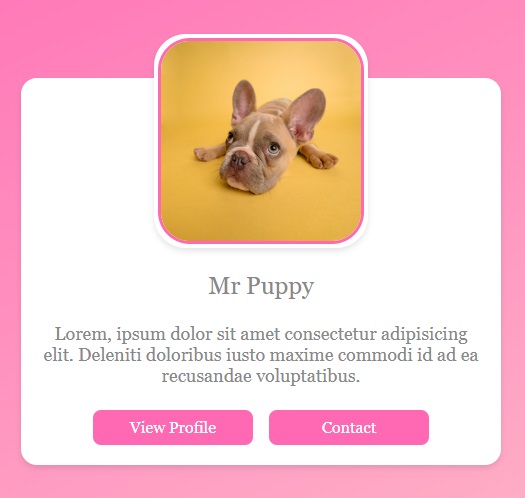 Mr Puppy
Lorem, ipsum dolor sit amet consectetur adipisicing
elit. Deleniti doloribus iusto maxime commodi id ad ea
recusandae voluptatibus.
View Profile
Contact